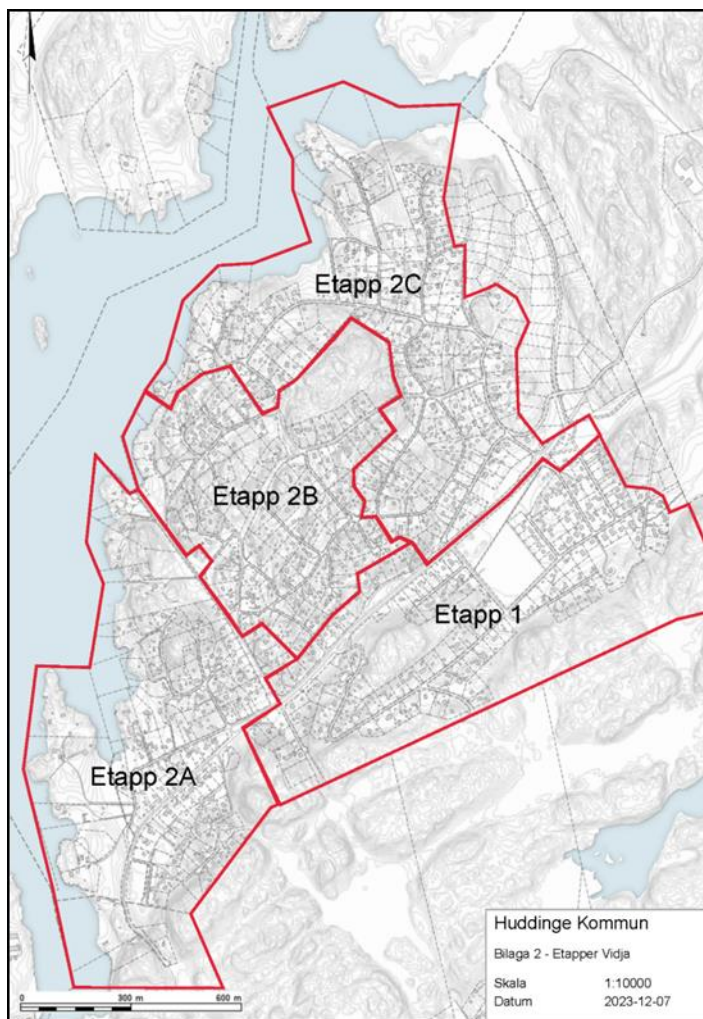 Etapp 2C
Etapp 2B
Etapp 1
Etapp 2A
Huddinge Kommun
Bilaga 2 - Etapper Vidja
Skala 1:10000
Datum 2023-12-07
0 300 m 600 m